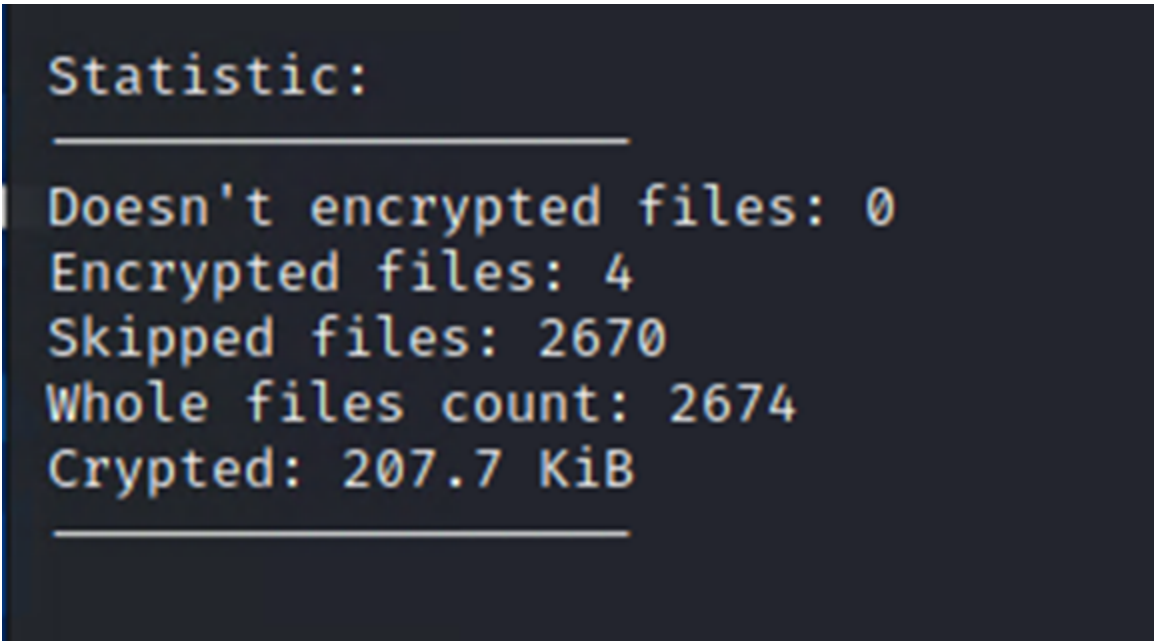 Statistic:
Doesn't encrypted files: 0
Encrypted files: 4
Skipped files: 2670
Whole files count: 2674
Crypted: 207.7 KiB